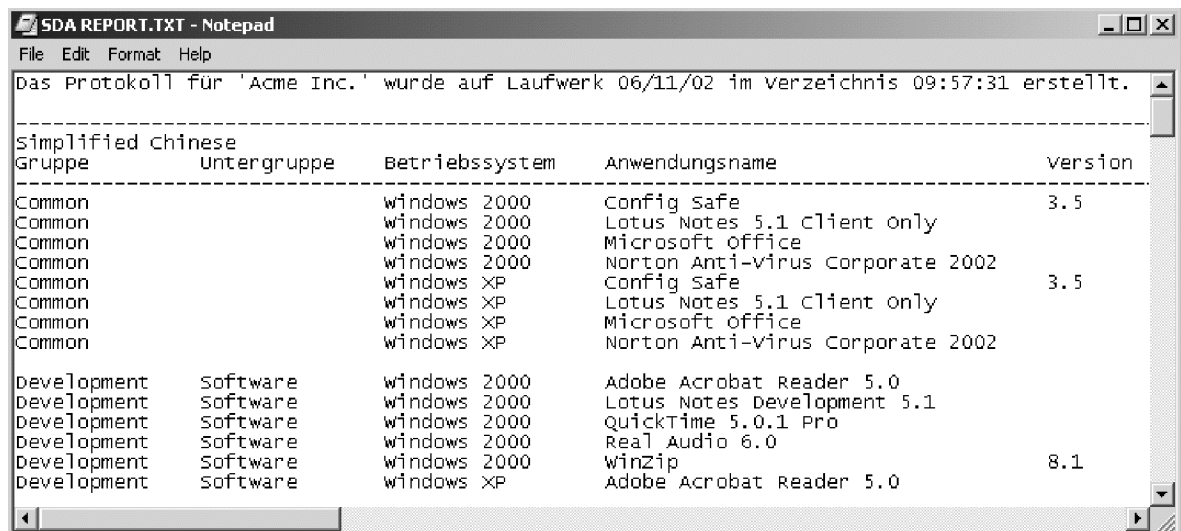 SDA REPORT.TXT - Notepad
File Edit Format Help
Das Protokoll für 'Acme Inc.' wurde auf Laufwerk 06/11/02 im Verzeichnis 09:57:31 erstellt.
Simplified Chinese
Gruppe Untergruppe Betriebssystem Anwendungsname Version
Common Windows 2000 Config Safe 3.5
Common Windows 2000 Lotus Notes 5.1 Client Only
Common Windows 2000 Microsoft Office
Common Windows 2000 Norton Anti-Virus Corporate 2002
Common Windows XP Config Safe 3.5
Common Windows XP Lotus Notes 5.1 Client Only
Common Windows XP Microsoft Office
Common Windows XP Norton Anti-Virus Corporate 2002
Development Software Windows 2000 Adobe Acrobat Reader 5.0
Development Software Windows 2000 Lotus Notes Development 5.1
Development Software Windows 2000 QuickTime 5.0.1 Pro
Development Software Windows 2000 Real Audio 6.0
Development Software Windows 2000 WinZip 8.1
Development Software Windows XP Adobe Acrobat Reader 5.0